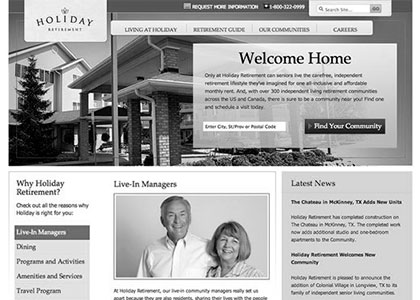 HOLIDAY
RETIREMENT
REQUEST MORE INFORMATION
1-800-322-0999
Search Site...
GO
LIVING AT HOLIDAY
RETIREMENT GUIDE
OUR COMMUNITIES
CAREERS
Welcome Home
Only at Holiday Retirement can seniors live the carefree, independent
retirement lifestyle they've imagined for one all-inclusive and affordable
monthly rent. And, with over 300 independent living retirement communities
across the US and Canada, there is sure to be a community near you! Find one
and schedule a visit today.
Enter City, St/Prov or Postal Code
Find Your Community
Why Holiday
Retirement?
Check out all the reasons why
Holiday is right for you:
Live-In Managers
Dining
Programs and Activities
Amenities and Services
Travel Program
Live-In Managers
At Holiday Retirement, our live-in community managers really set us
apart because they are also residents, sharing their lives with the people
Latest News
The Chateau in McKinney, TX Adds New Units
Holiday Retirement has completed construction on
The Chateau in McKinney, TX. The completed work
now adds additional studio and one-bedroom
apartments to the Community.
Holiday Retirement Welcomes New
Community
Holiday Retirement is pleased to announce the
addition of Colonial Village in Longview, TX to its
family of independent senior living communities.